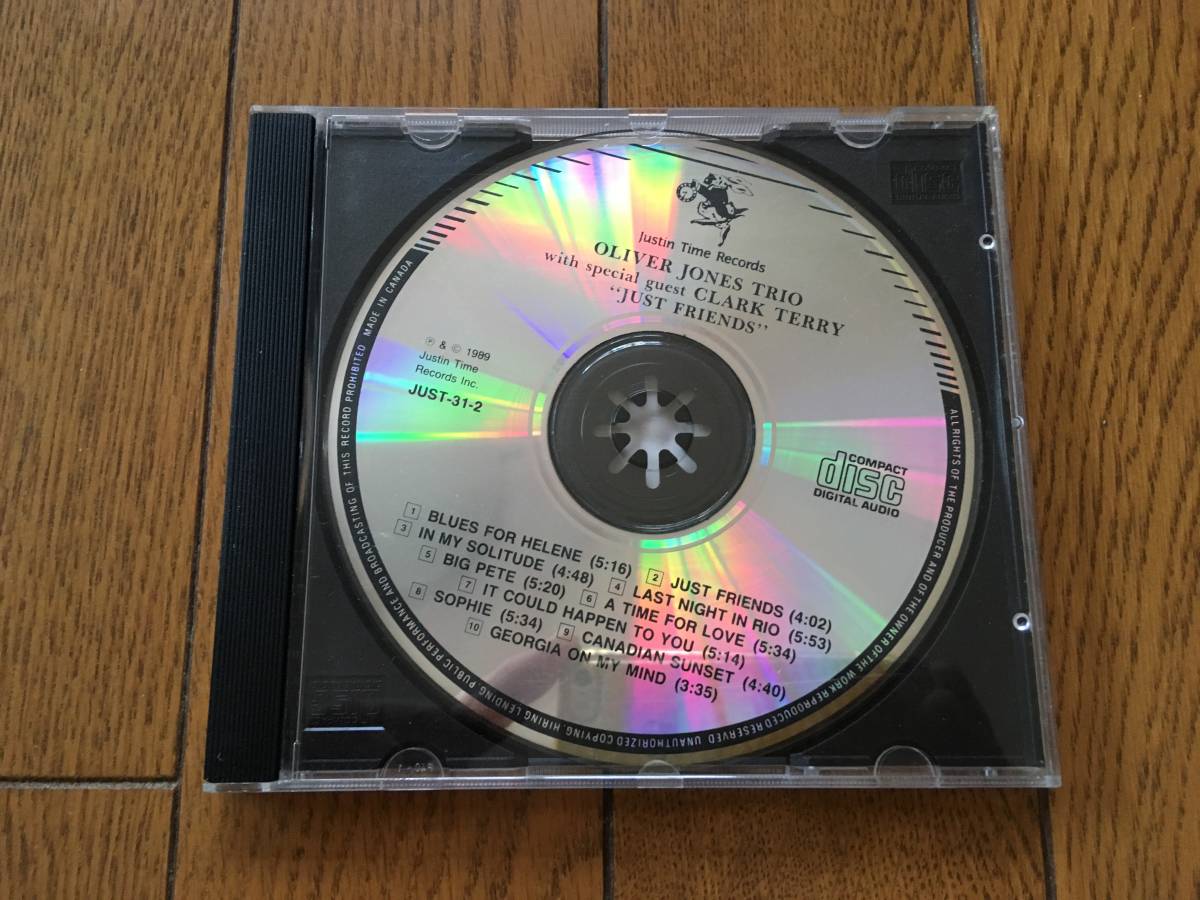 Justin Time Records
OLIVER JONES TRIO
with special guest CLARK TERRY
"JUST FRIENDS"
℗ & © 1989
Justin Time
Records Inc.
JUST-31-2
COMPACT
disc
DIGITAL AUDIO
1 BLUES FOR HELENE (5:16) 2 JUST FRIENDS (4:02)
3 IN MY SOLITUDE (4:48) 4 LAST NIGHT IN RIO (5:53)
5 BIG PETE (5:20) 6 A TIME FOR LOVE (5:34)
7 IT COULD HAPPEN TO YOU (5:14)
8 SOPHIE (5:34) 9 CANADIAN SUNSET (4:40)
10 GEORGIA ON MY MIND (3:35)
ALL RIGHTS OF THE PRODUCER AND OF THE OWNER OF THE WORK REPRODUCED RESERVED UNAUTHORIZED COPYING, HIRING, LENDING, PUBLIC PERFORMANCE AND BROADCASTING OF THIS RECORD PROHIBITED MADE IN CANADA